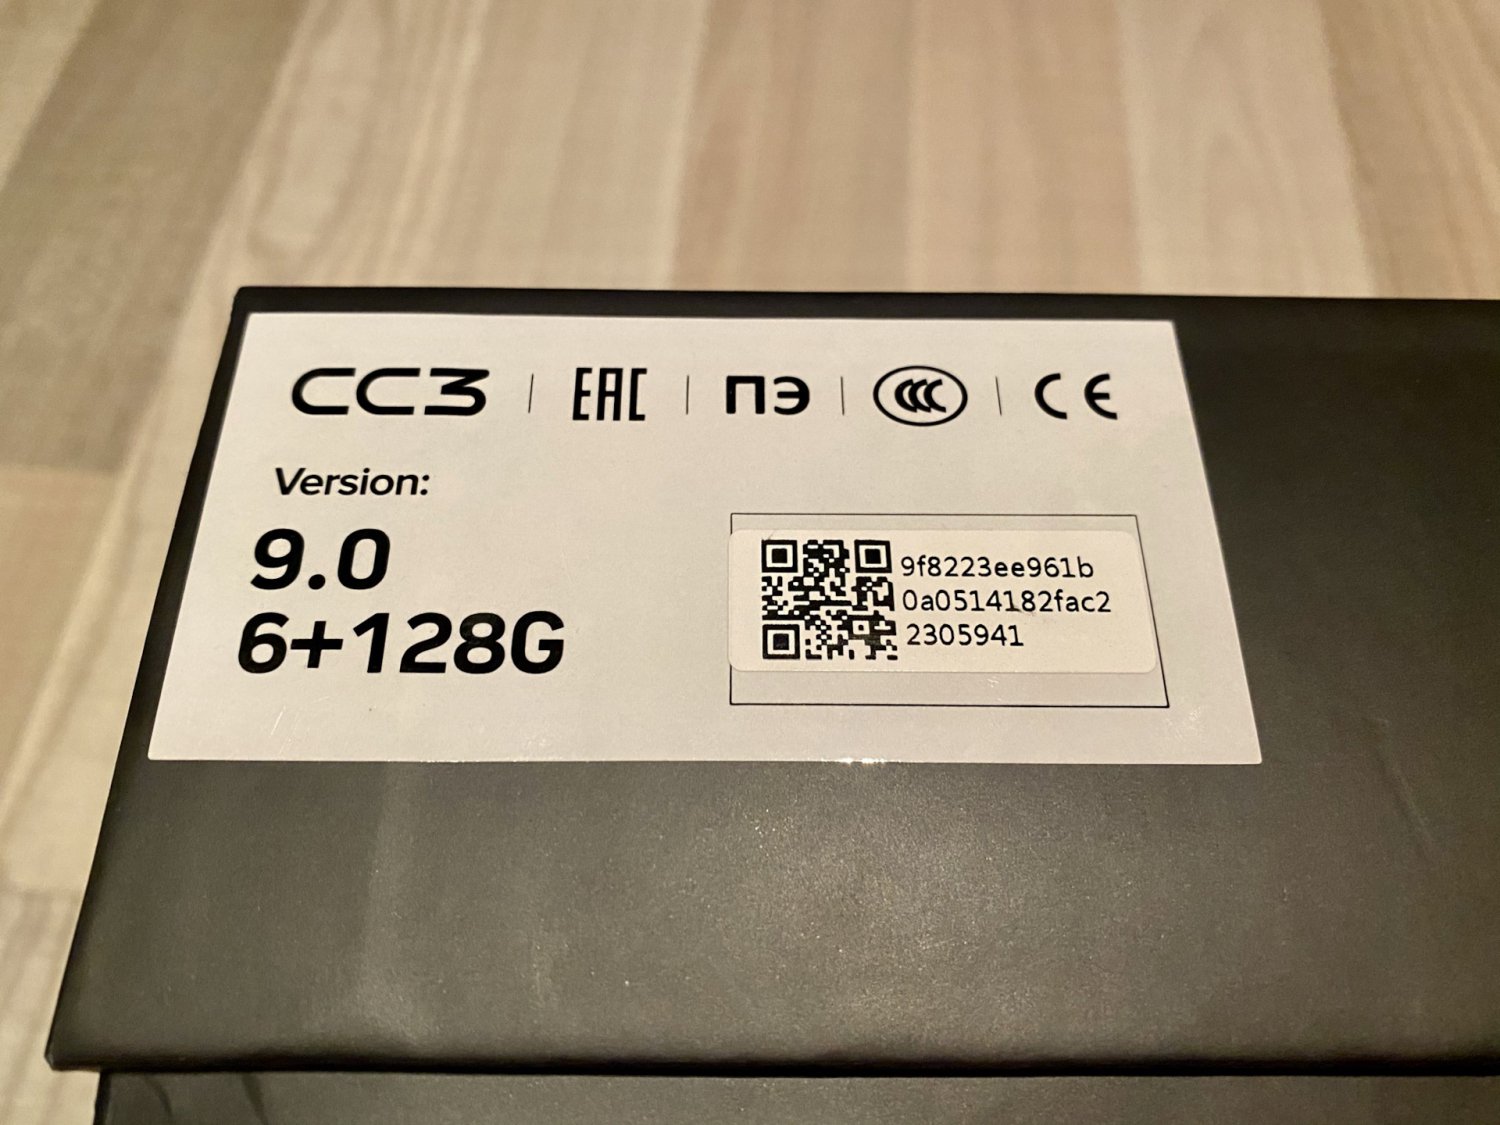 CC3 | EAC | ПЭ | CCC | CE
Version:
9.0
6+128G
9f8223ee961b
0a0514182fac2
2305941